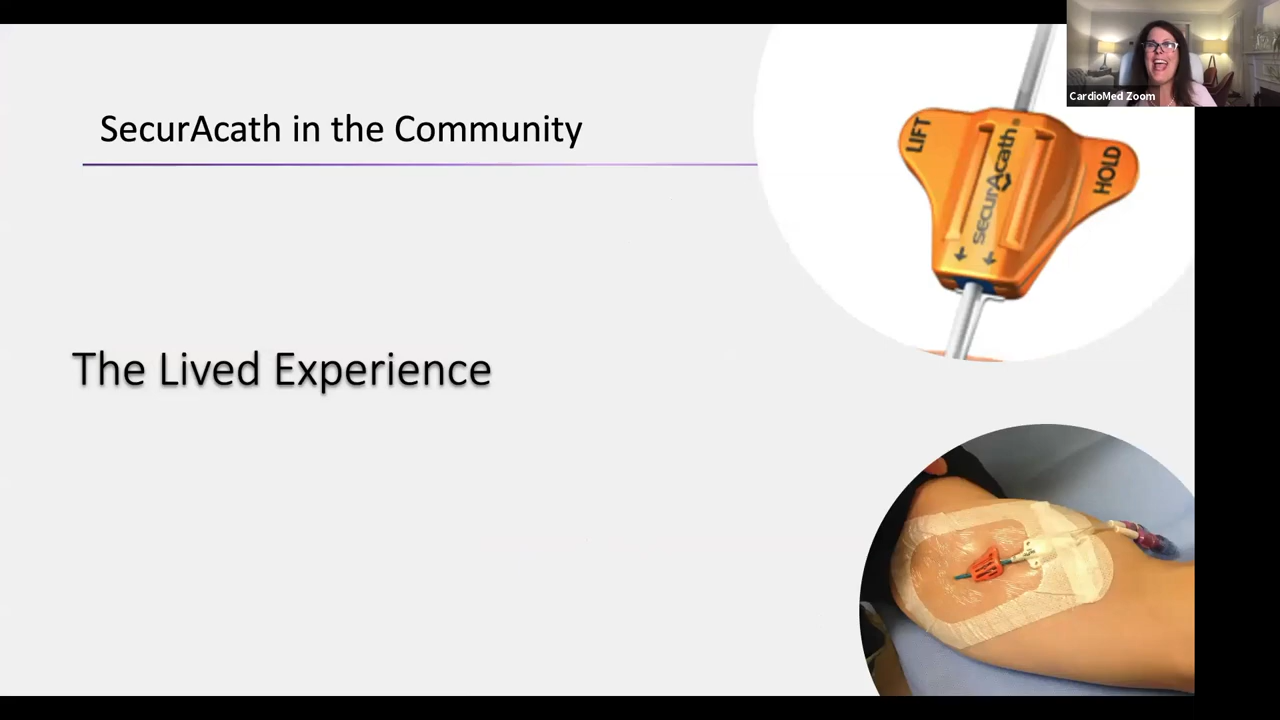 SecurAcath in the Community
LIFT
securAcath®
HOLD
CardioMed Zoom
The Lived Experience